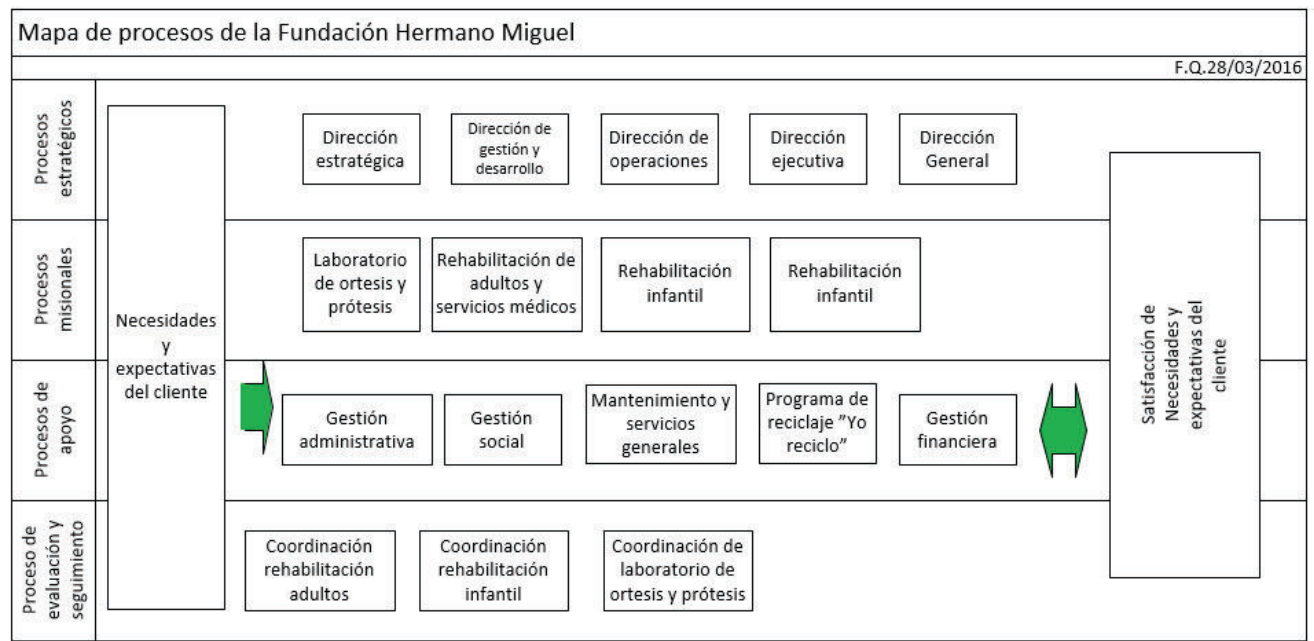 Mapa de procesos de la Fundación Hermano Miguel
F.Q.28/03/2016
Procesos
estratégicos
Dirección
estratégica
Dirección de
gestión y
desarrollo
Dirección de
operaciones
Dirección
ejecutiva
Dirección
General
Procesos
misionales
Laboratorio
de ortesis y
prótesis
Rehabilitación de
adultos y
servicios médicos
Rehabilitación
infantil
Rehabilitación
infantil
Necesidades
y
expectativas
del cliente
Procesos de
apoyo
Gestión
administrativa
Gestión
social
Mantenimiento y
servicios
generales
Programa de
reciclaje ”Yo
reciclo”
Gestión
financiera
Satisfacción de
Necesidades y
expectativas del
cliente
Proceso de
evaluación y
seguimiento
Coordinación
rehabilitación
adultos
Coordinación
rehabilitación
infantil
Coordinación de
laboratorio de
ortesis y prótesis